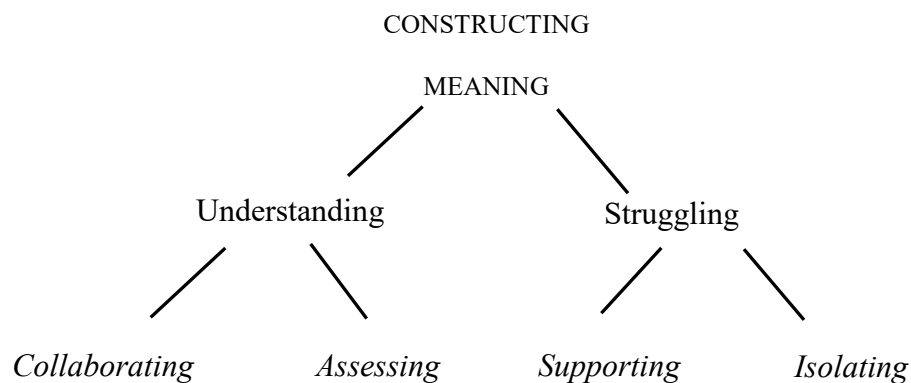 CONSTRUCTING
MEANING
Understanding Struggling
Collaborating Assessing Supporting Isolating